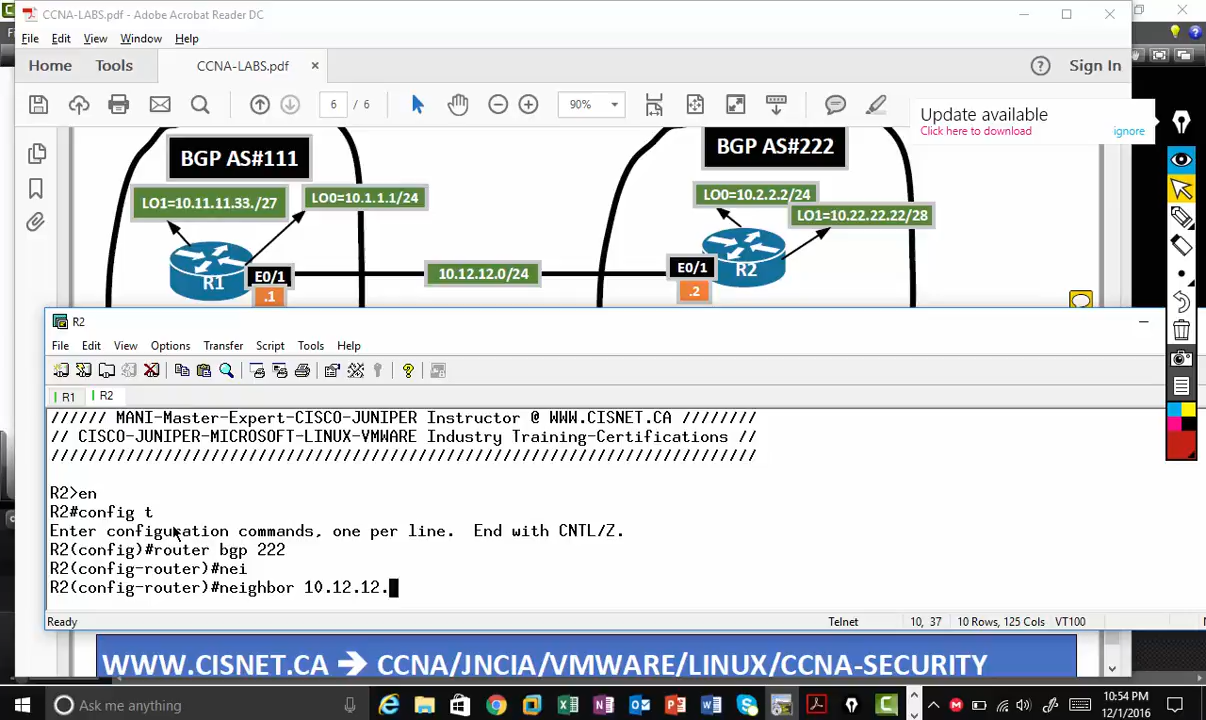 CCNA-LABS.pdf - Adobe Acrobat Reader DC
File Edit View Window Help
Home Tools CCNA-LABS.pdf × Sign In
6 / 6 90%
Update available
Click here to download ignore
BGP AS#111
BGP AS#222
LO1=10.11.11.33./27
LO0=10.1.1.1/24
LO0=10.2.2.2/24
LO1=10.22.22.22/28
R1
E0/1
.1
10.12.12.0/24
E0/1
.2
R2
R2
File Edit View Options Transfer Script Tools Help
R1 R2
////// MANI-Master-Expert-CISCO-JUNIPER Instructor @ WWW.CISNET.CA ////////
// CISCO-JUNIPER-MICROSOFT-LINUX-VMWARE Industry Training-Certifications //
///////////////////////////////////////////////////////////////////////////
R2>en
R2#config t
Enter configuration commands, one per line.  End with CNTL/Z.
R2(config)#router bgp 222
R2(config-router)#nei
R2(config-router)#neighbor 10.12.12.
Ready Telnet 10, 37 10 Rows, 125 Cols VT100
WWW.CISNET.CA ➔ CCNA/JNCIA/VMWARE/LINUX/CCNA-SECURITY
Ask me anything
10:54 PM
12/1/2016